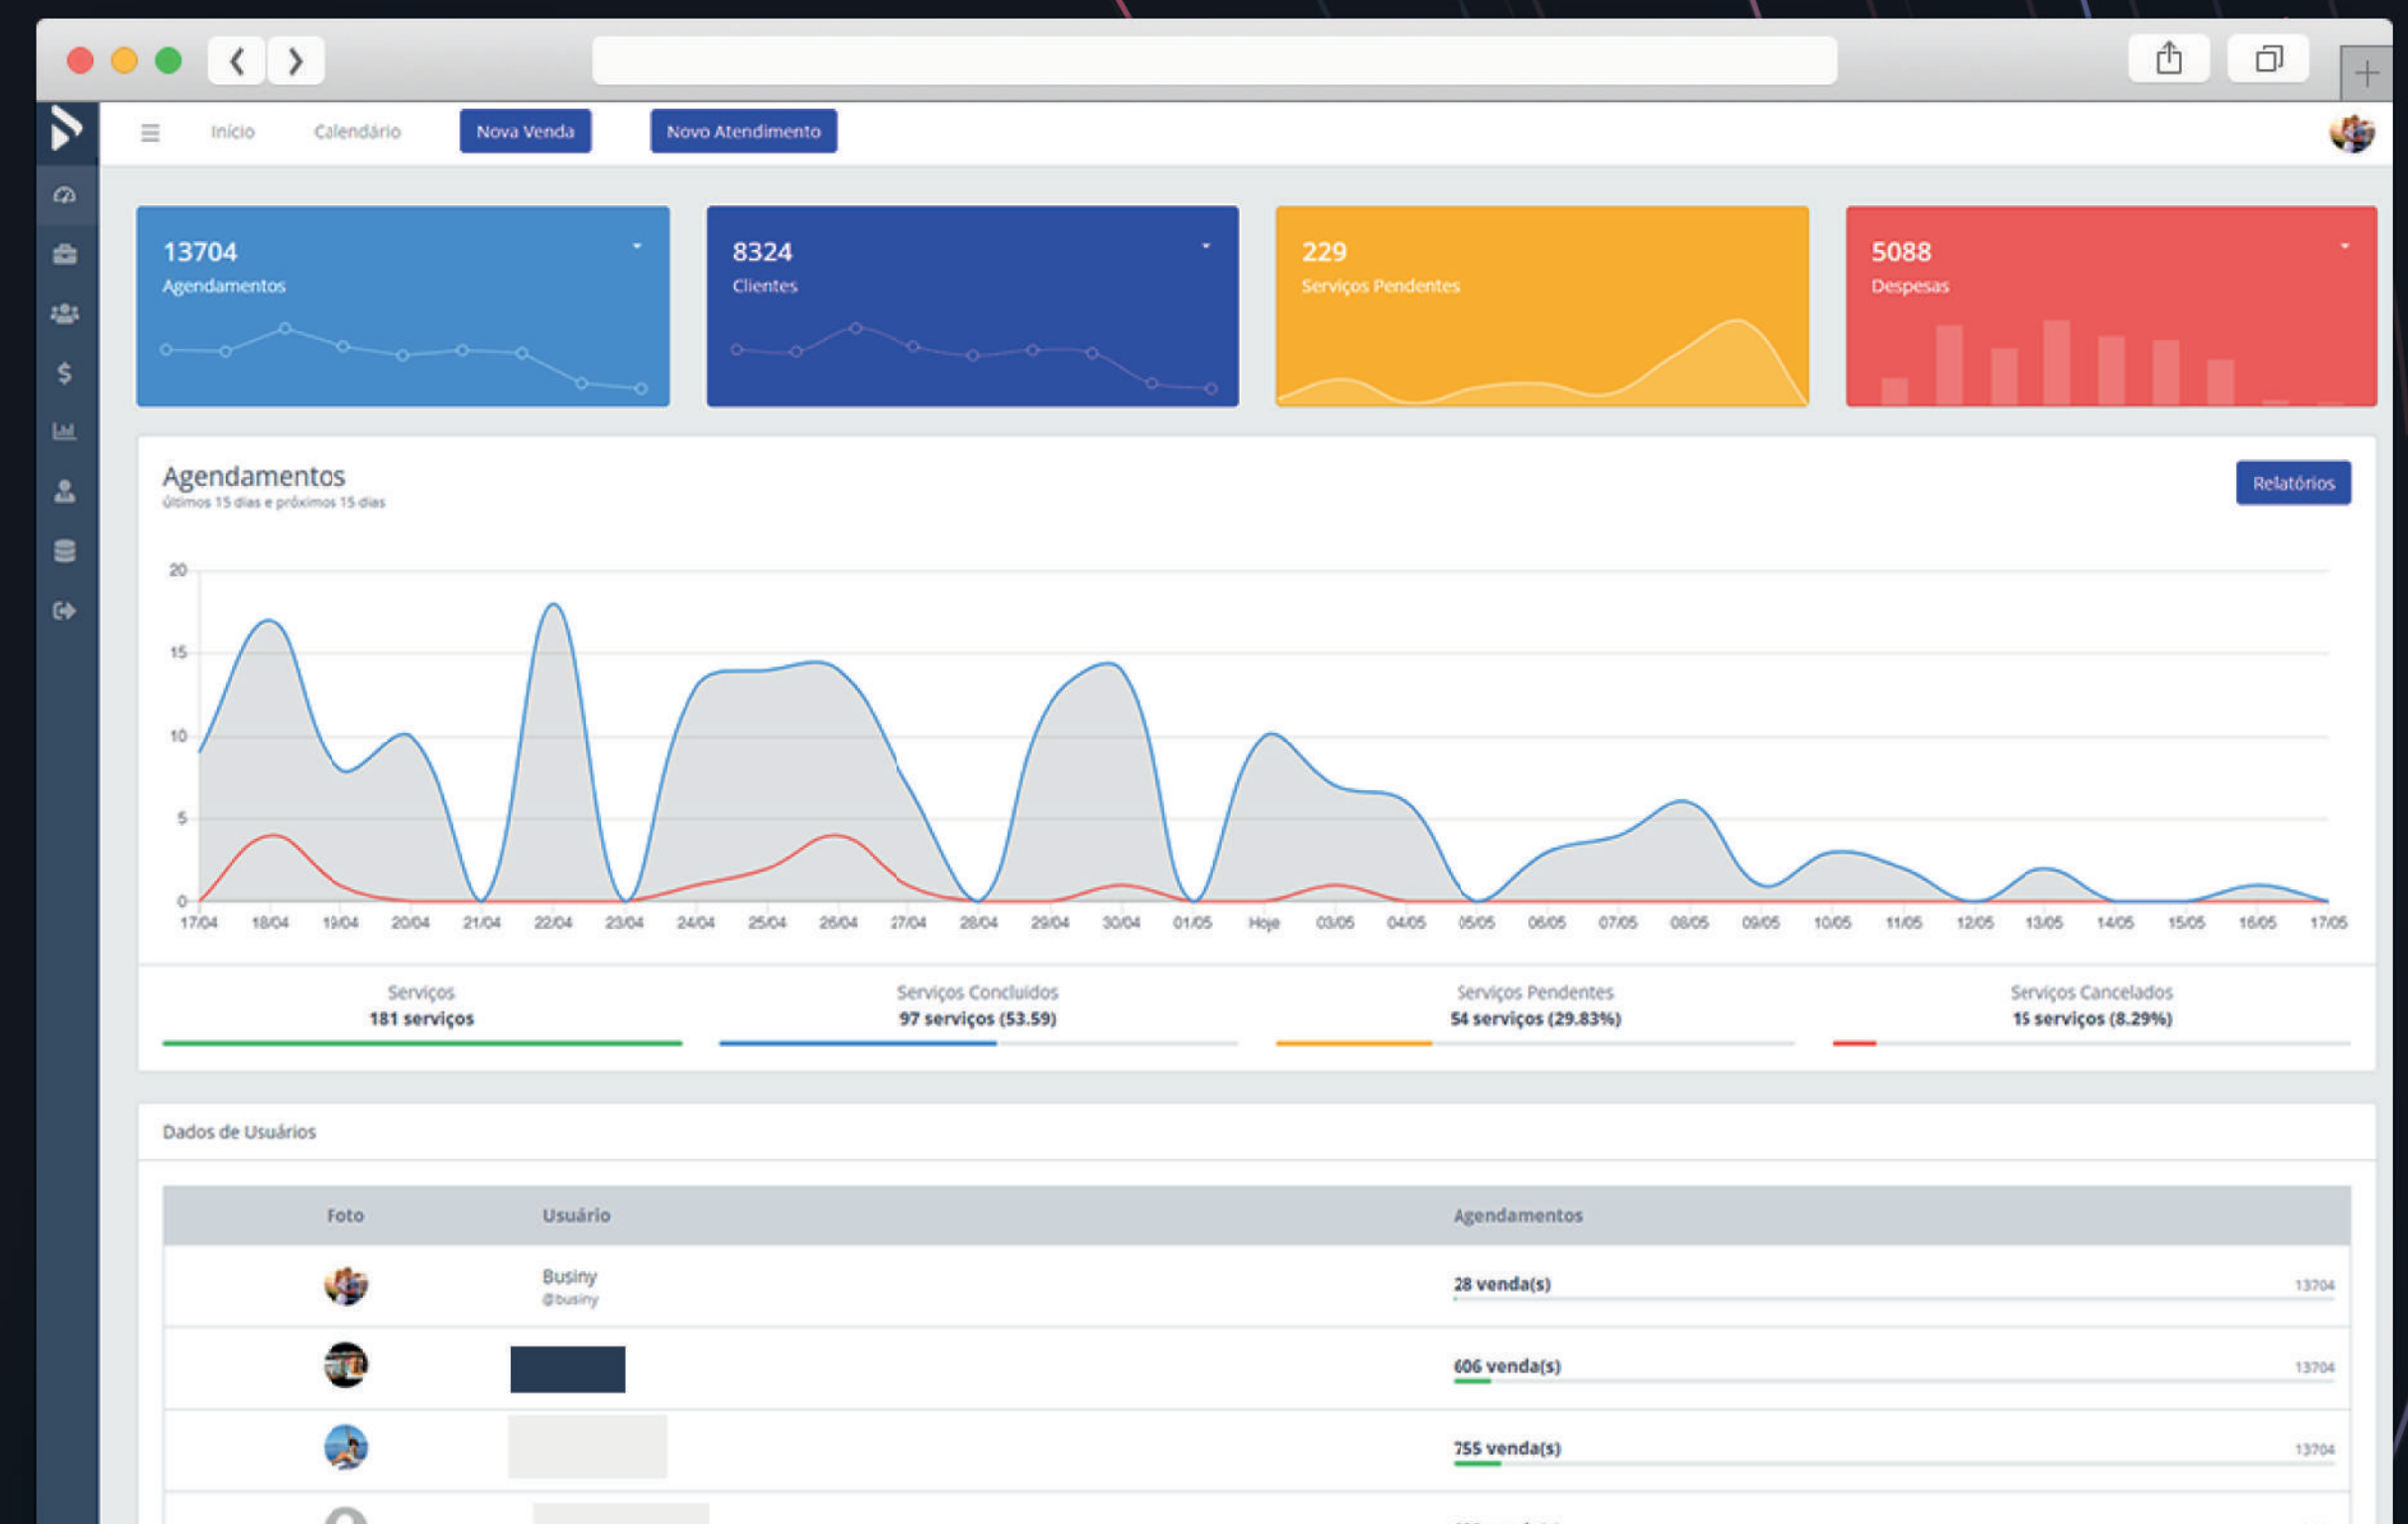 Início Calendário Nova Venda Novo Atendimento
13704
Agendamentos
8324
Clientes
229
Serviços Pendentes
5088
Despesas
Agendamentos
últimos 15 dias e próximos 15 dias
Relatórios
20
15
10
5
0
17/04 18/04 19/04 20/04 21/04 22/04 23/04 24/04 25/04 26/04 27/04 28/04 29/04 30/04 01/05 Hoje 03/05 04/05 05/05 06/05 07/05 08/05 09/05 10/05 11/05 12/05 13/05 14/05 15/05 16/05 17/05
Serviços
181 serviços
Serviços Concluidos
97 serviços (53.59)
Serviços Pendentes
54 serviços (29.83%)
Serviços Cancelados
15 serviços (8.29%)
Dados de Usuários
Foto Usuário Agendamentos
Businy
@businy
28 venda(s) 13704
606 venda(s) 13704
755 venda(s) 13704